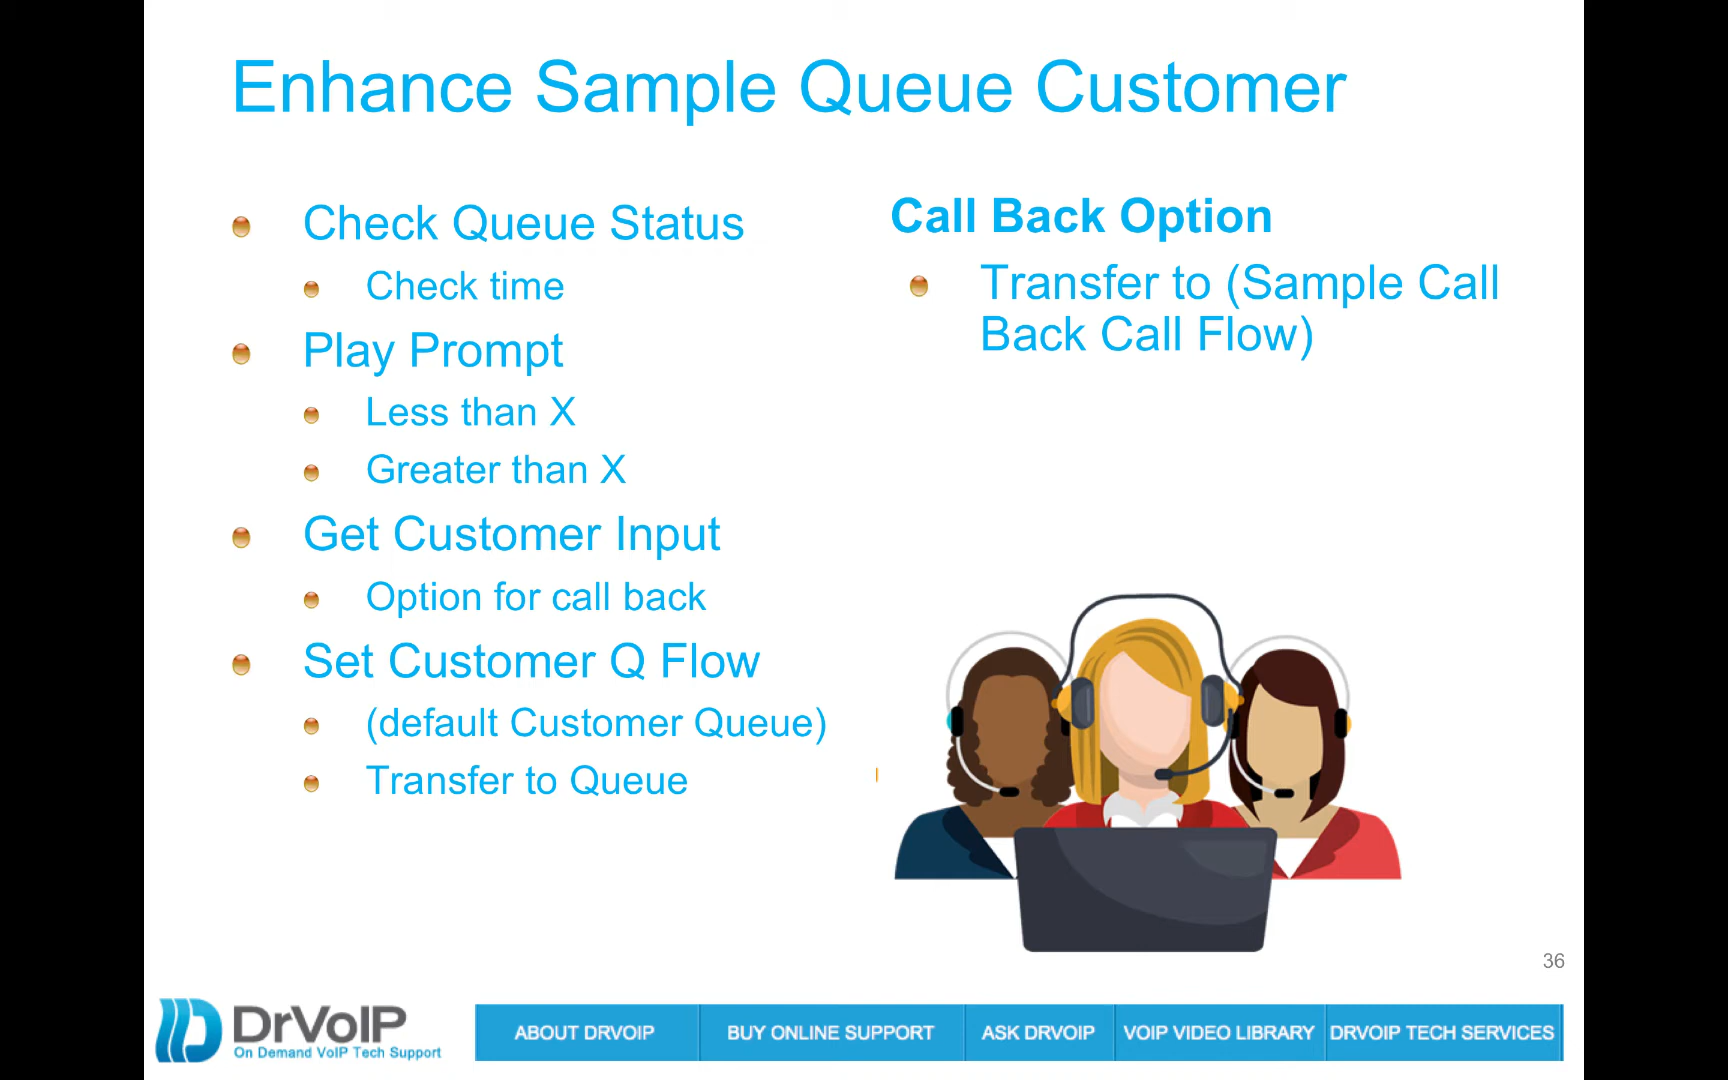 Enhance Sample Queue Customer
Check Queue Status
Check time
Play Prompt
Less than X
Greater than X
Get Customer Input
Option for call back
Set Customer Q Flow
(default Customer Queue)
Transfer to Queue
Call Back Option
Transfer to (Sample Call
Back Call Flow)
36
DrVoIP
On Demand VoIP Tech Support
ABOUT DRVOIP
BUY ONLINE SUPPORT
ASK DRVOIP
VOIP VIDEO LIBRARY
DRVOIP TECH SERVICES